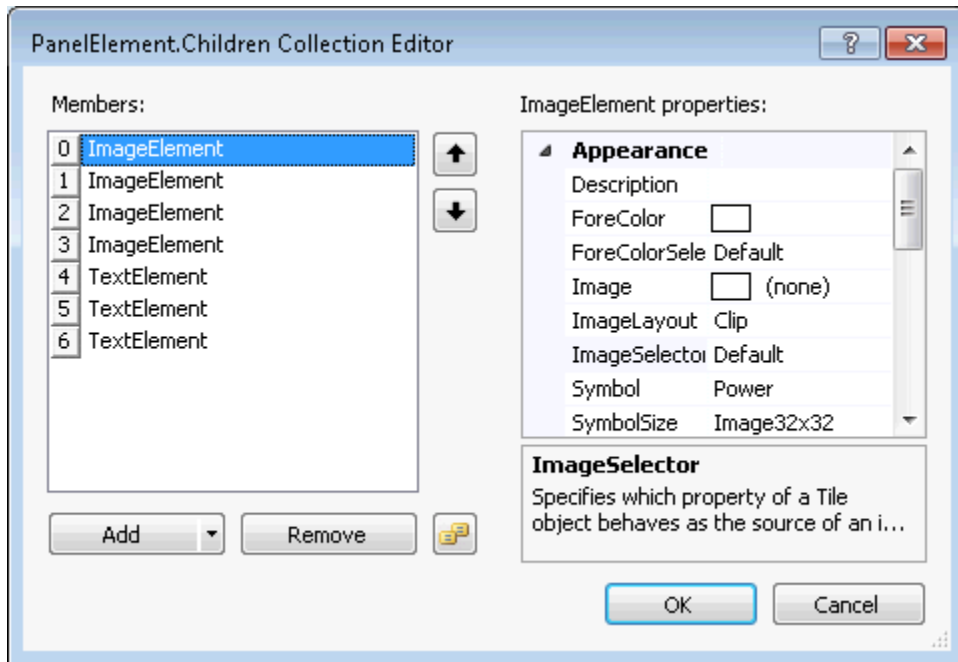 PanelElement.Children Collection Editor
Members:
0 ImageElement
1 ImageElement
2 ImageElement
3 ImageElement
4 TextElement
5 TextElement
6 TextElement
Add
Remove
ImageElement properties:
Appearance
Description
ForeColor
ForeColorSele Default
Image (none)
ImageLayout Clip
ImageSelector Default
Symbol Power
SymbolSize Image32x32
ImageSelector
Specifies which property of a Tile
object behaves as the source of an i...
OK
Cancel